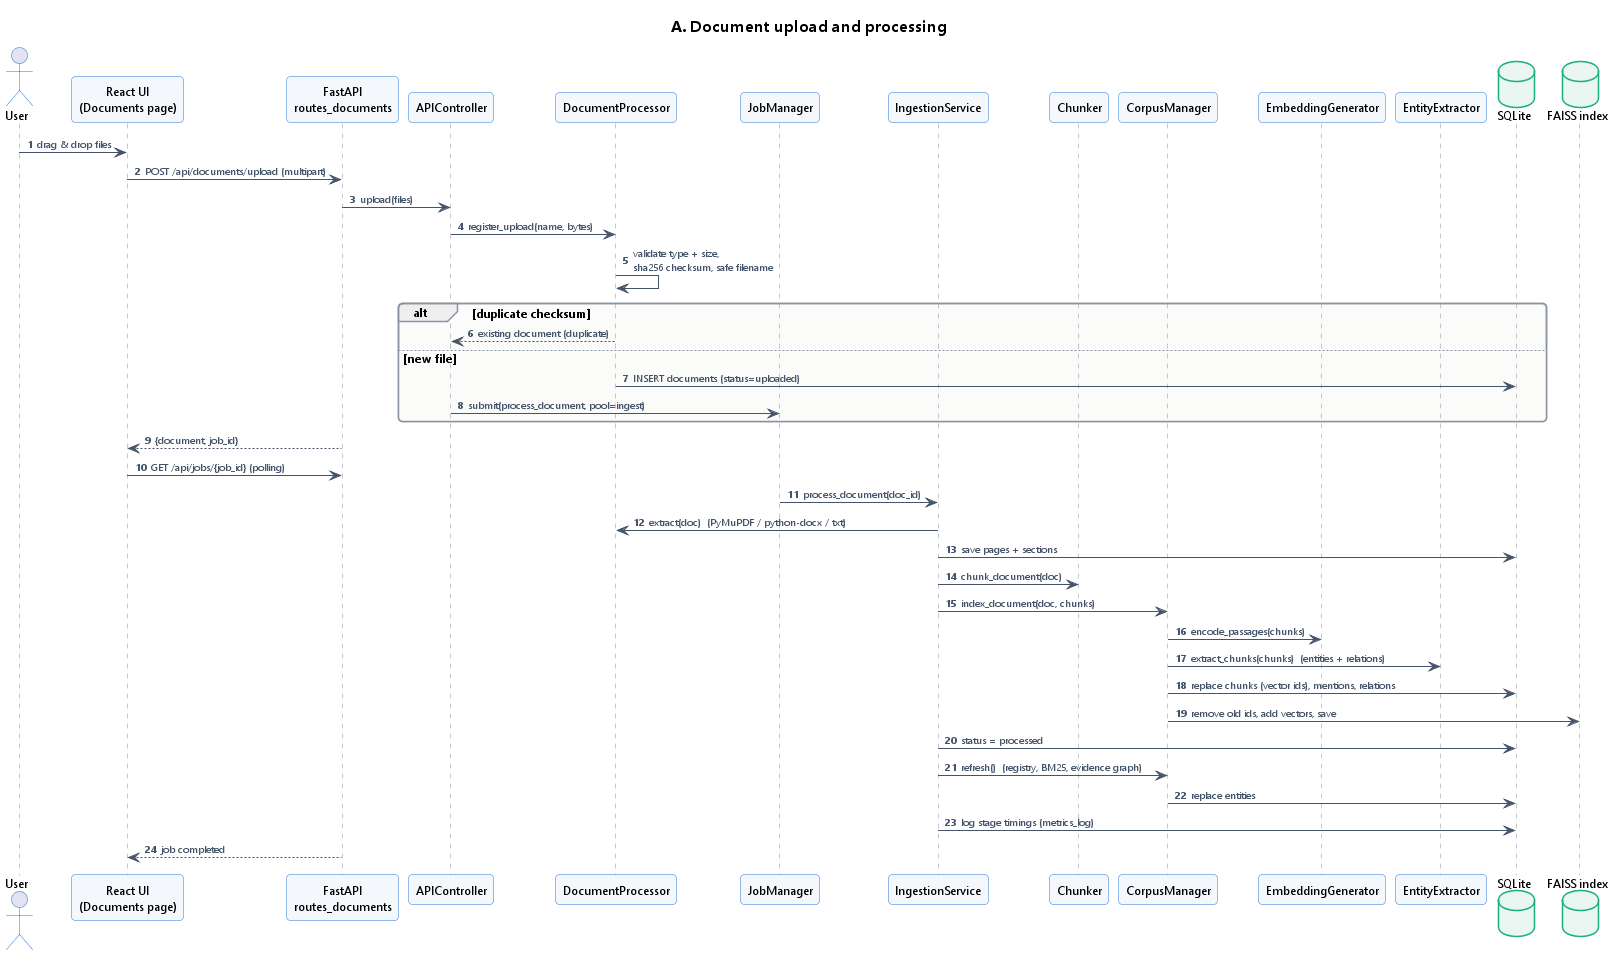 A. Document upload and processing
User
React UI
(Documents page)
FastAPI
routes_documents
APIController
DocumentProcessor
JobManager
IngestionService
Chunker
CorpusManager
EmbeddingGenerator
EntityExtractor
SQLite
FAISS index
1 drag & drop files
2 POST /api/documents/upload (multipart)
3 upload(files)
4 register_upload(name, bytes)
5 validate type + size,
sha256 checksum, safe filename
alt [duplicate checksum]
6 existing document (duplicate)
[new file]
7 INSERT documents (status=uploaded)
8 submit(process_document, pool=ingest)
9 {document, job_id}
10 GET /api/jobs/{job_id} (polling)
11 process_document(doc_id)
12 extract(doc) (PyMuPDF / python-docx / txt)
13 save pages + sections
14 chunk_document(doc)
15 index_document(doc, chunks)
16 encode_passages(chunks)
17 extract_chunks(chunks) (entities + relations)
18 replace chunks (vector ids), mentions, relations
19 remove old ids, add vectors, save
20 status = processed
21 refresh() (registry, BM25, evidence graph)
22 replace entities
23 log stage timings (metrics_log)
24 job completed
User
React UI
(Documents page)
FastAPI
routes_documents
APIController
DocumentProcessor
JobManager
IngestionService
Chunker
CorpusManager
EmbeddingGenerator
EntityExtractor
SQLite
FAISS index